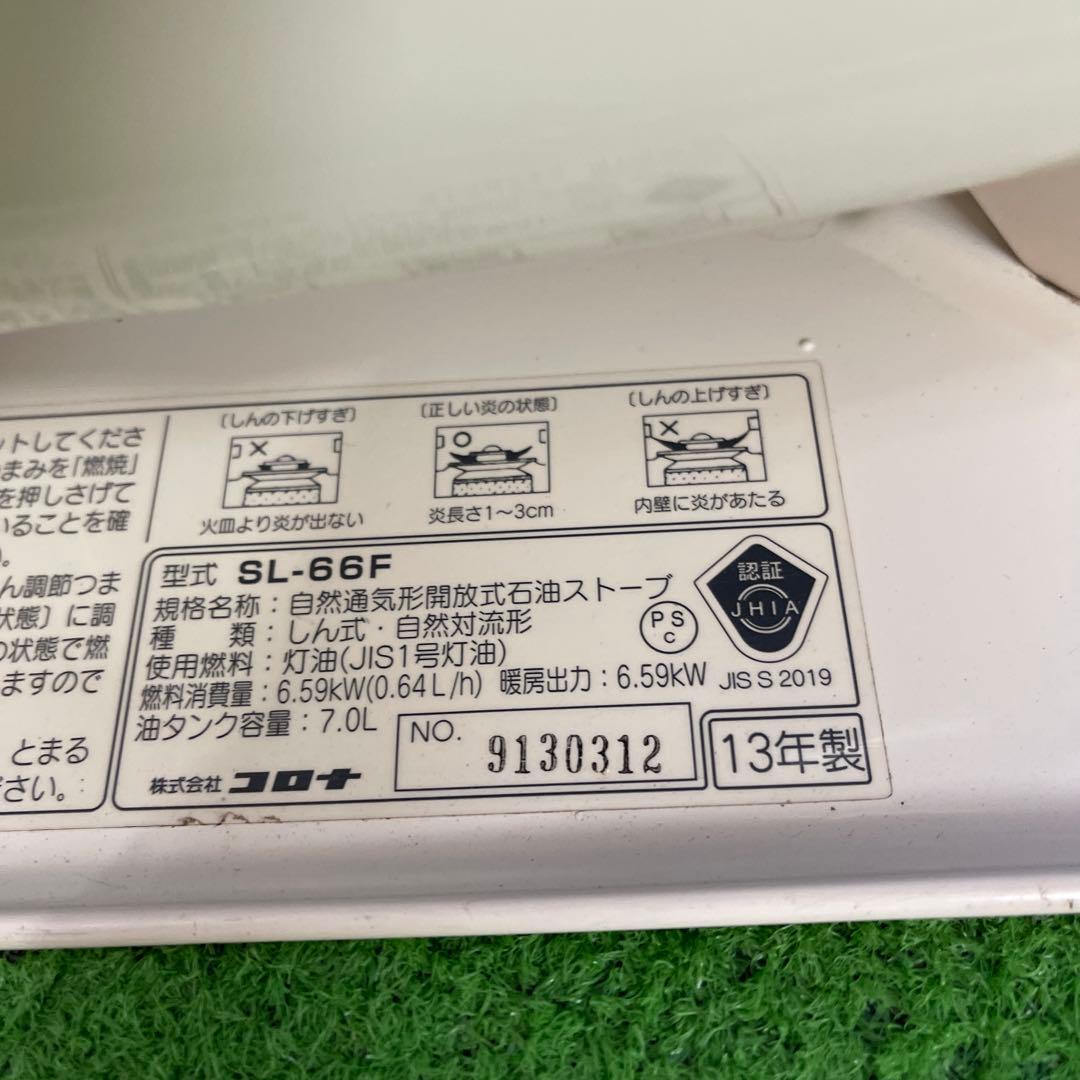 ットしてくださ
まみを「燃焼」
を押しさげて
いることを確
ん調節つま
状態〕に調
の状態で燃
ますので
とまる
ださい。
〔しんの下げすぎ〕
火皿より炎が出ない
〔正しい炎の状態〕
炎長さ1〜3cm
〔しんの上げすぎ〕
内壁に炎があたる
型式 SL-66F
規格名称：自然通気形開放式石油ストーブ
種　類：しん式・自然対流形
使用燃料：灯油(JIS1号灯油)
燃料消費量：6.59kW(0.64L/h) 暖房出力：6.59kW
油タンク容量：7.0L
PS
C
認証
JHIA
JIS S 2019
株式会社 コロナ
NO. 9130312
13年製